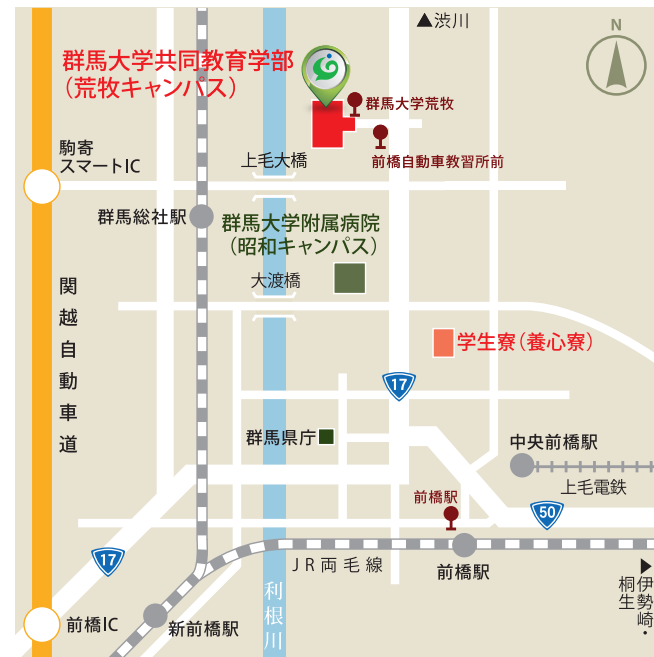 ▲渋川
N
群馬大学共同教育学部
（荒牧キャンパス）
群馬大学荒牧
前橋自動車教習所前
駒寄
スマートIC
上毛大橋
群馬総社駅
群馬大学附属病院
（昭和キャンパス）
大渡橋
関越自動車道
学生寮（養心寮）
17
群馬県庁
中央前橋駅
上毛電鉄
前橋駅
50
17
JR両毛線
前橋駅
▶伊勢崎・
桐生
利根川
前橋IC
新前橋駅